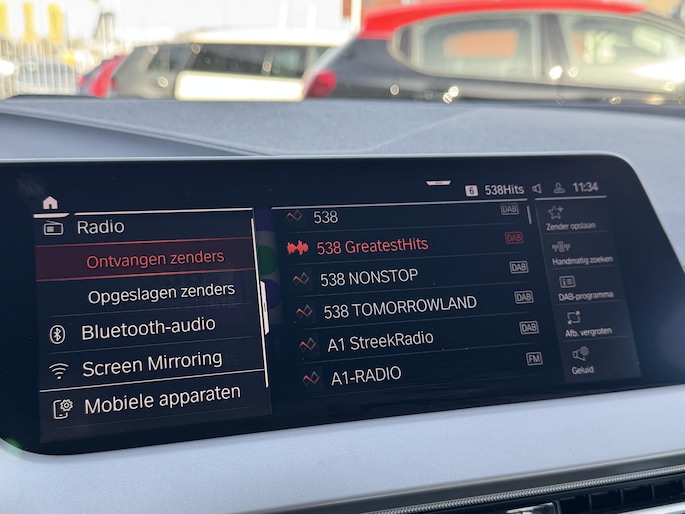 6 538Hits 11:34
Radio
Ontvangen zenders
Opgeslagen zenders
Bluetooth-audio
Screen Mirroring
Mobiele apparaten
538 DAB
538 GreatestHits DAB
538 NONSTOP DAB
538 TOMORROWLAND DAB
A1 StreekRadio DAB
A1-RADIO FM
Zender opslaan
Handmatig zoeken
DAB-programma
Afb. vergroten
Geluid